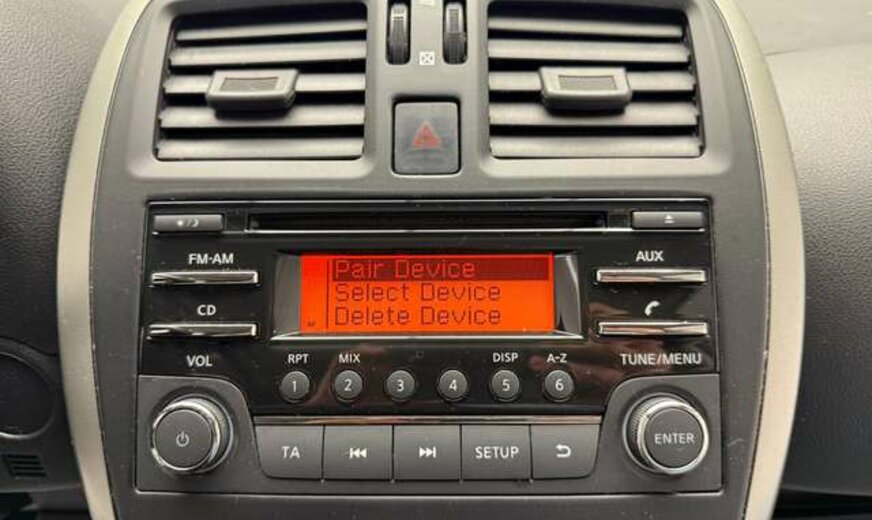 FM-AM
AUX
Pair Device
Select Device
Delete Device
CD
VOL
RPT
MIX
DISP
A-Z
TUNE/MENU
1
2
3
4
5
6
TA
SETUP
ENTER